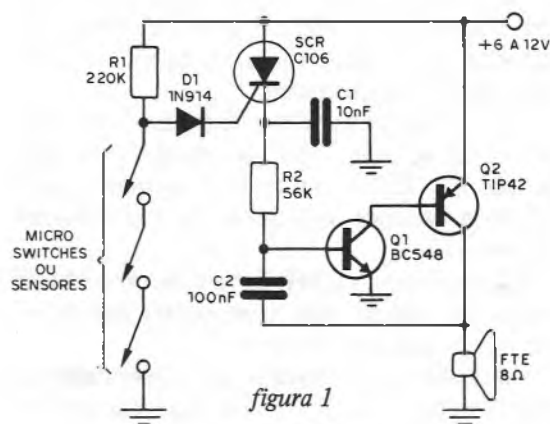 R1
220K
D1
1N914
SCR
C106
+6 A 12V
C1
10nF
R2
56K
Q2
TIP42
Q1
BC548
MICRO
SWITCHES
OU
SENSORES
C2
100nF
FTE
8Ω
figura 1